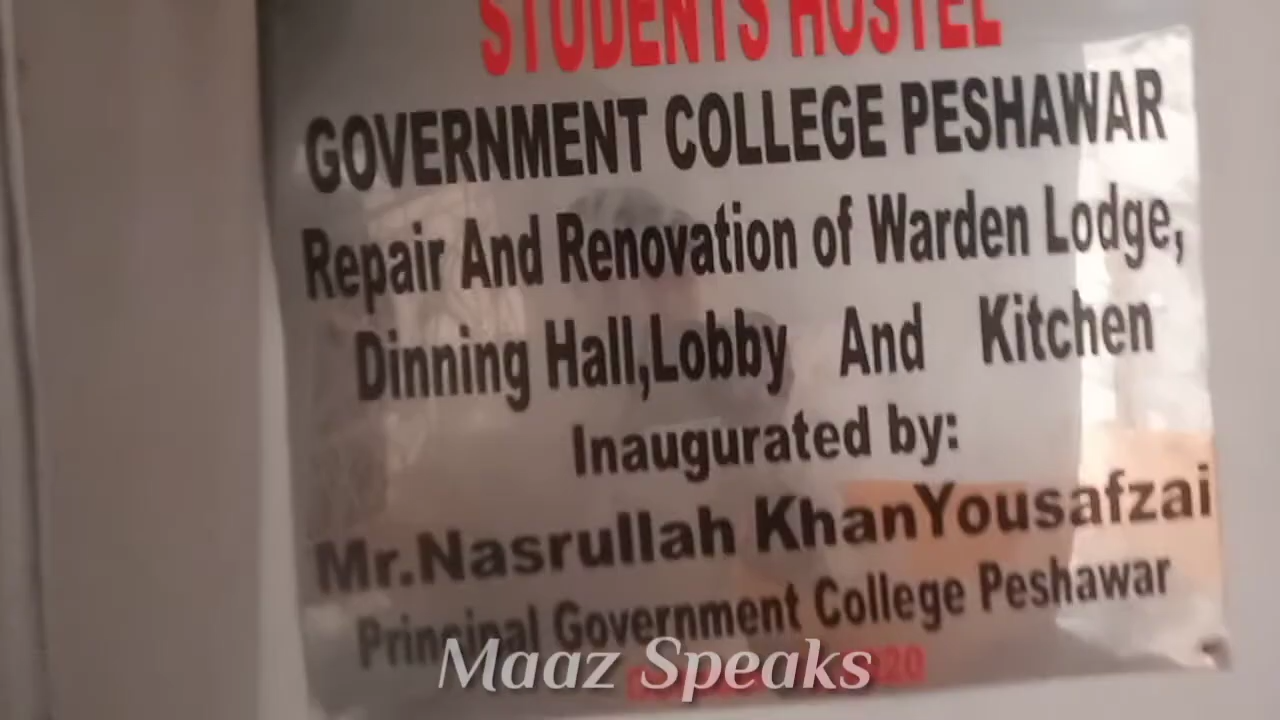 STUDENTS HOSTEL
GOVERNMENT COLLEGE PESHAWAR
Repair And Renovation of Warden Lodge,
Dinning Hall,Lobby And Kitchen
Inaugurated by:
Mr.Nasrullah KhanYousafzai
Principal Government College Peshawar
Maaz Speaks